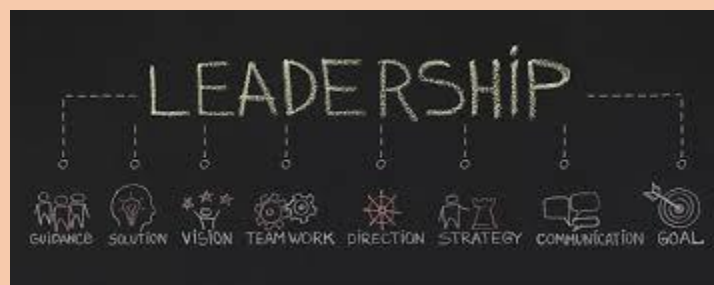 LEADERSHiP
GUiDANCE SOLUTiON ViSiON TEAMWORK DiRECTiON STRATEGY COMMUNiCATiON GOAL